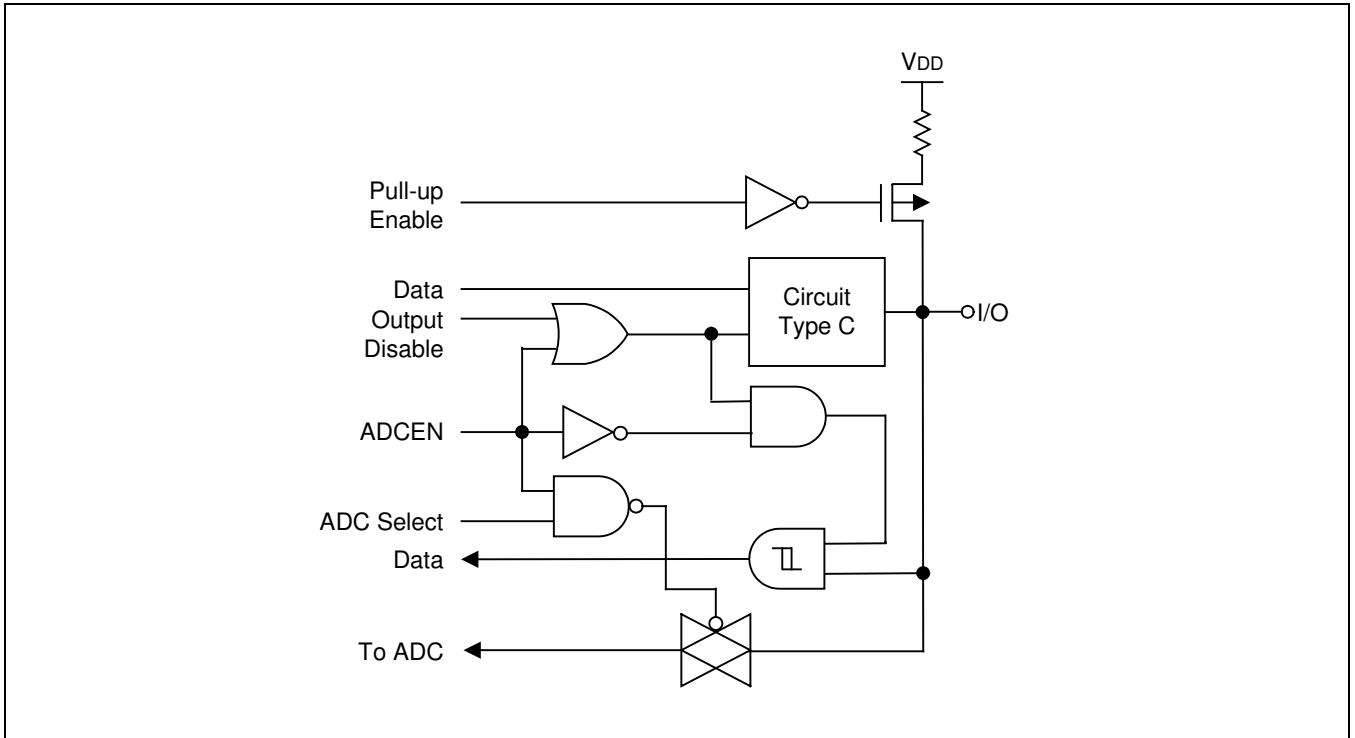 VDD
Pull-up
Enable
Data
Output
Disable
Circuit
Type C
I/O
ADCEN
ADC Select
Data
To ADC